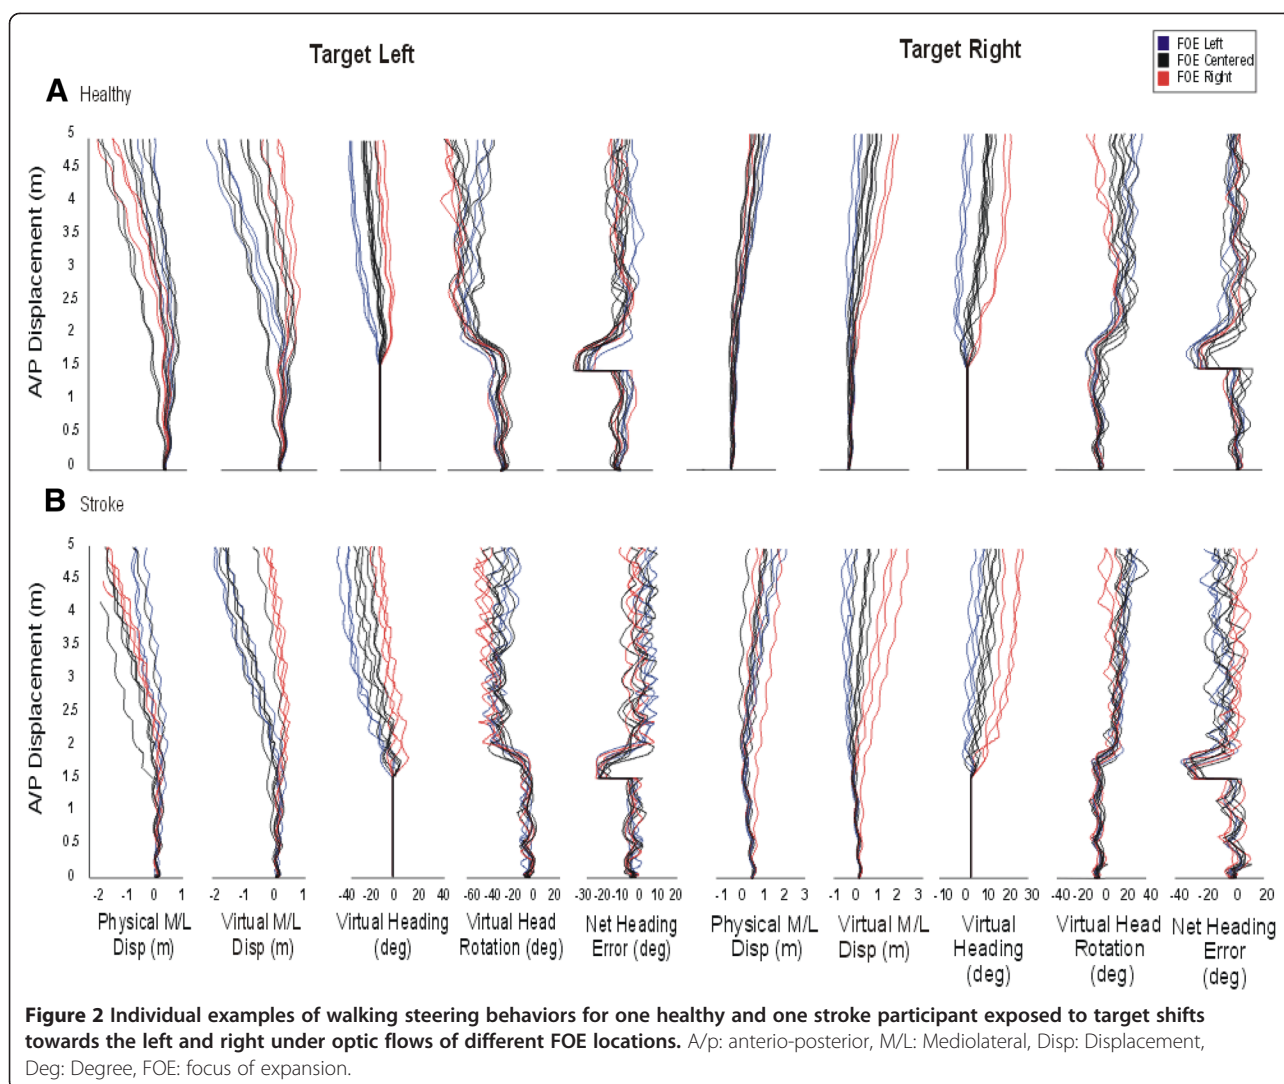 Target Left
Target Right
FOE Left
FOE Centered
FOE Right
A Healthy
A/P Displacement (m)
5
4.5
4
3.5
3
2.5
2
1.5
1
0.5
0
B Stroke
A/P Displacement (m)
5
4.5
4
3.5
3
2.5
2
1.5
1
0.5
0
-2 -1 0 1
-2 -1 0 1
-40 0 40
-60 -40 -20 0 20
-30 -20 -10 0 10 20
-1 0 1 2 3
-1 0 1 2 3
-10 0 10 20 30
-40 -20 0 20 40
-40 -20 0 20
Physical M/L
Disp (m)
Virtual M/L
Disp (m)
Virtual Heading
(deg)
Virtual Head
Rotation (deg)
Net Heading
Error (deg)
Physical M/L
Disp (m)
Virtual M/L
Disp (m)
Virtual
Heading
(deg)
Virtual Head
Rotation
(deg)
Net Heading
Error
(deg)
Figure 2 Individual examples of walking steering behaviors for one healthy and one stroke participant exposed to target shifts
towards the left and right under optic flows of different FOE locations. A/p: anterio-posterior, M/L: Mediolateral, Disp: Displacement,
Deg: Degree, FOE: focus of expansion.